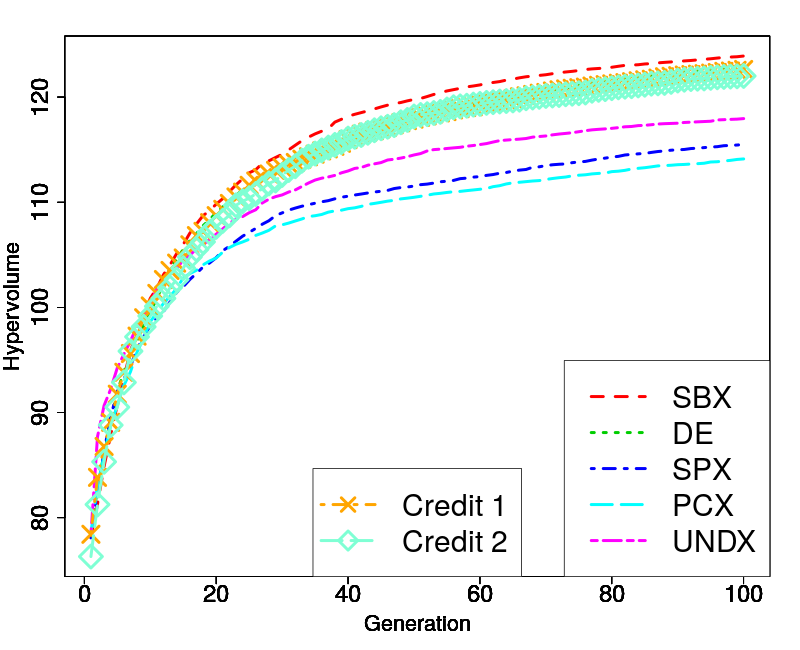 Hypervolume
120
110
100
90
80
0 20 40 60 80 100
Generation
Credit 1
Credit 2
SBX
DE
SPX
PCX
UNDX